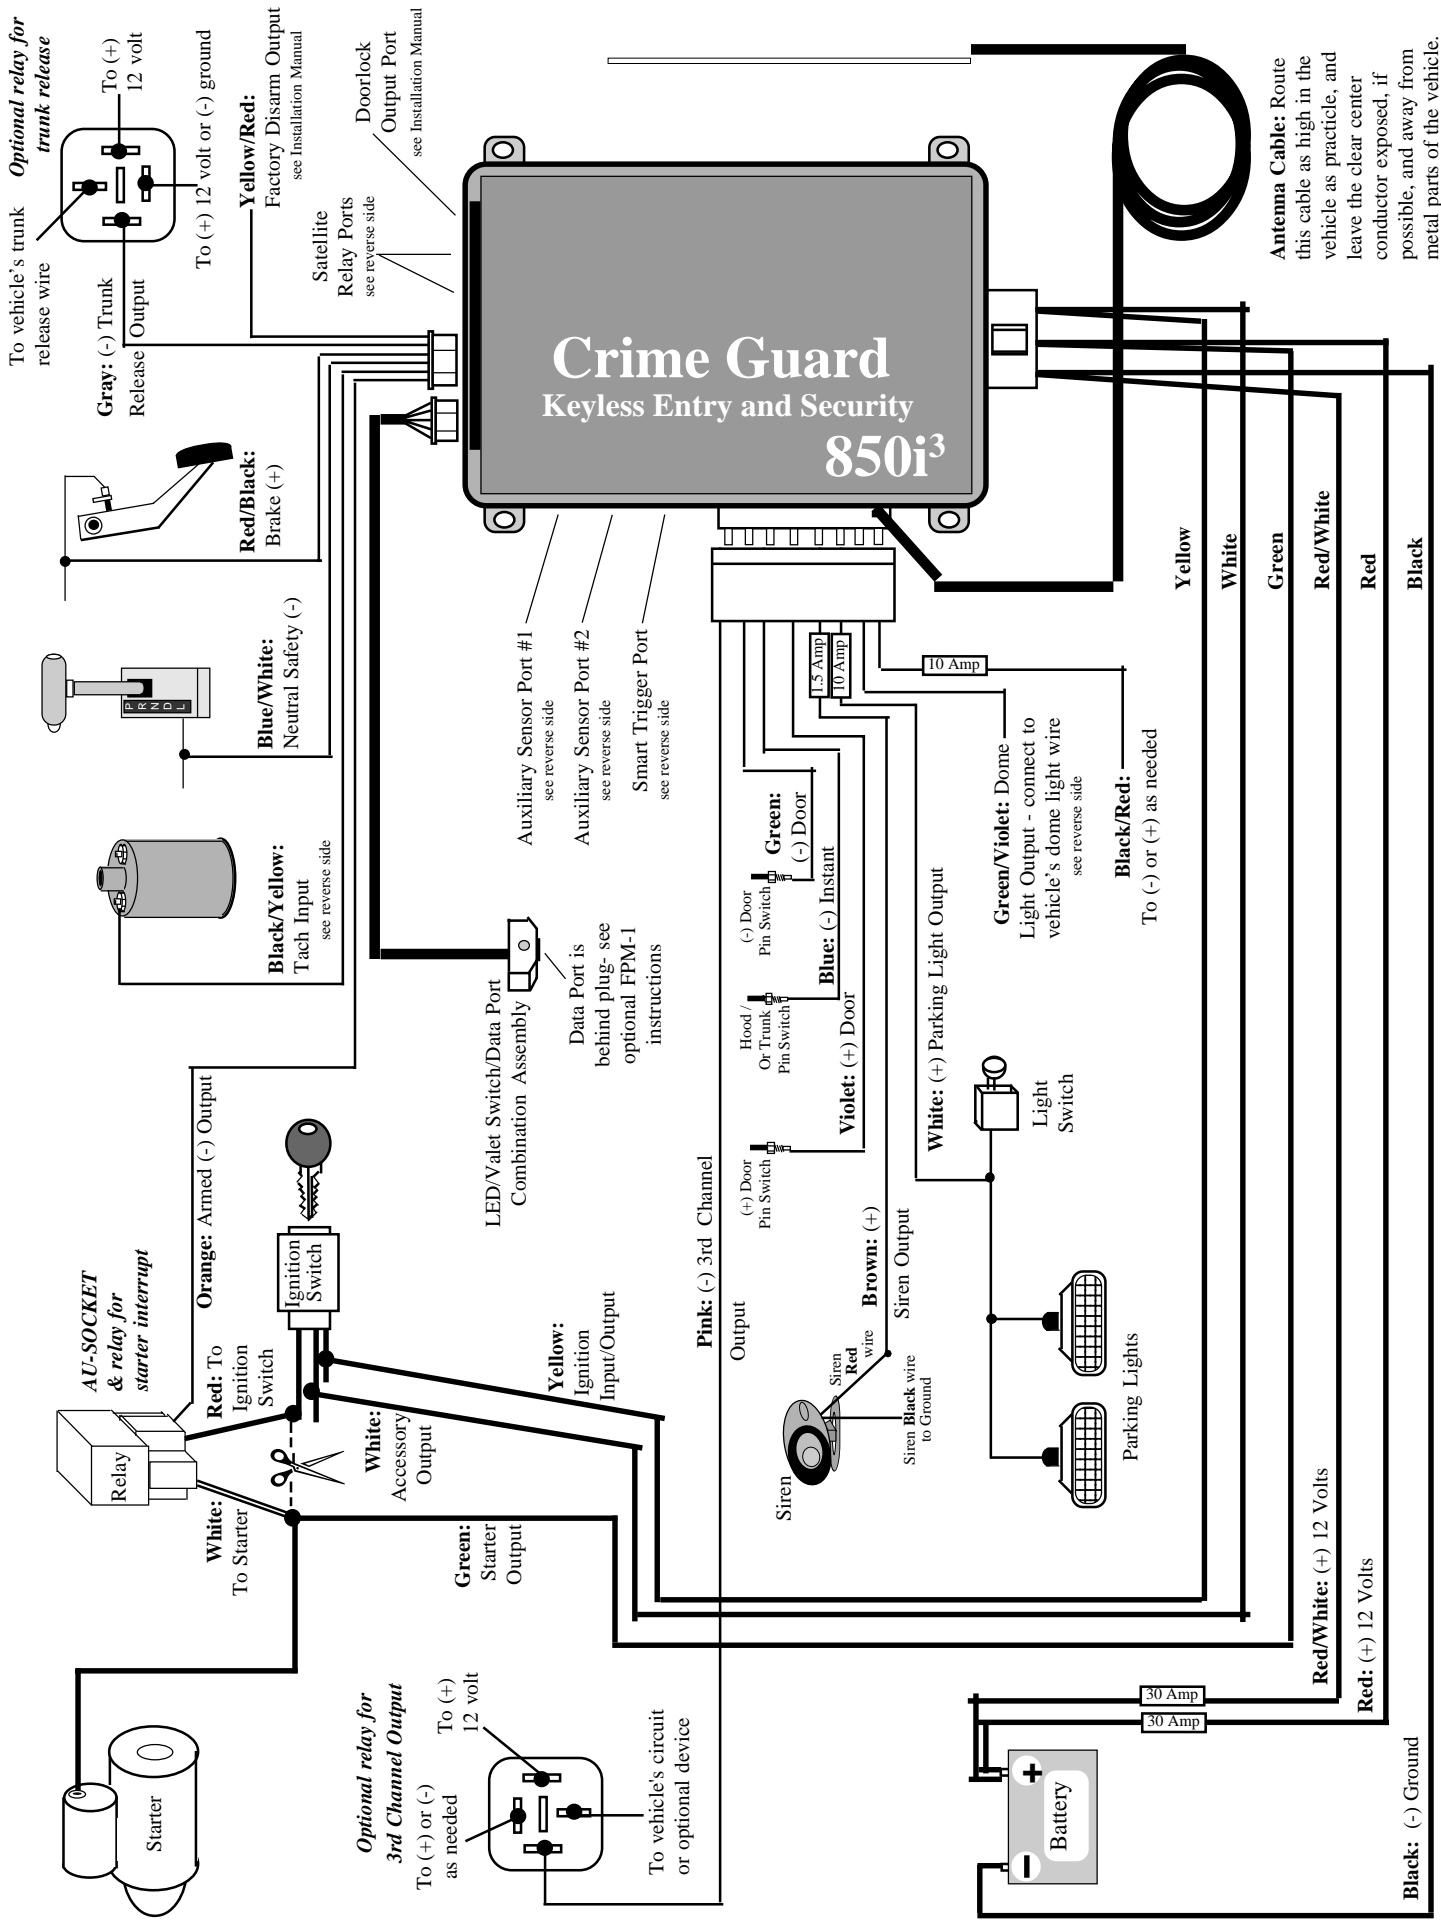 Starter
Relay
AU-SOCKET
& relay for
starter interrupt
White:
To Starter
Red: To
Ignition
Switch
Orange: Armed (-) Output
Ignition
Switch
White:
Accessory
Output
Yellow:
Ignition
Input/Output
Green:
Starter
Output
Black/Yellow:
Tach Input
see reverse side
P R N D L
Blue/White:
Neutral Safety (-)
Red/Black:
Brake (+)
To vehicle's trunk
release wire
Optional relay for
trunk release
To (+)
12 volt
Gray: (-) Trunk
Release Output
To (+) 12 volt or (-) ground
Yellow/Red:
Factory Disarm Output
see Installation Manual
Satellite
Relay Ports
see reverse side
Doorlock
Output Port
see Installation Manual
Optional relay for
3rd Channel Output
To (+) or (-)
as needed
To (+)
12 volt
To vehicle's circuit
or optional device
LED/Valet Switch/Data Port
Combination Assembly
Data Port is
behind plug- see
optional FPM-1
instructions
Auxiliary Sensor Port #1
see reverse side
Auxiliary Sensor Port #2
see reverse side
Smart Trigger Port
see reverse side
Crime Guard
Keyless Entry and Security
850i³
Pink: (-) 3rd Channel
Output
(+) Door
Pin Switch
Hood /
Or Trunk
Pin Switch
(-) Door
Pin Switch
Green:
(-) Door
Blue: (-) Instant
Violet: (+) Door
1.5 Amp
10 Amp
10 Amp
Siren
Siren
Red
wire
Siren Black wire
to Ground
Brown: (+)
Siren Output
White: (+) Parking Light Output
Green/Violet: Dome
Light Output - connect to
vehicle's dome light wire
see reverse side
Black/Red:
To (-) or (+) as needed
Light
Switch
Parking Lights
Yellow
White
Green
Red/White
Red
Black
Red/White: (+) 12 Volts
Red: (+) 12 Volts
Black: (-) Ground
30 Amp
30 Amp
Battery
+
-
Antenna Cable: Route
this cable as high in the
vehicle as practicle, and
leave the clear center
conductor exposed, if
possible, and away from
metal parts of the vehicle.